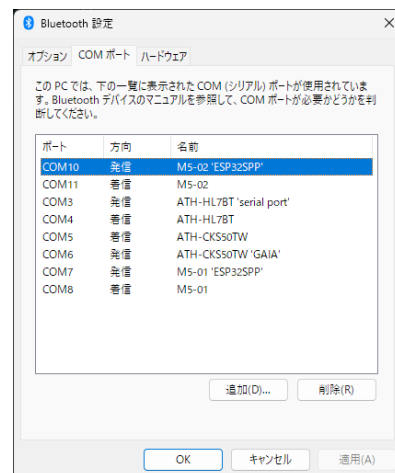 Bluetooth 設定
オプション COM ポート ハードウェア
この PC では、下の一覧に表示された COM (シリアル) ポートが使用されていま
す。Bluetooth デバイスのマニュアルを参照して、COM ポートが必要かどうかを判
断してください。
ポート 方向 名前
COM10 発信 M5-02 'ESP32SPP'
COM11 着信 M5-02
COM3 発信 ATH-HL7BT 'serial port'
COM4 着信 ATH-HL7BT
COM5 着信 ATH-CKS50TW
COM6 発信 ATH-CKS50TW 'GAIA'
COM7 発信 M5-01 'ESP32SPP'
COM8 着信 M5-01
追加(D)... 削除(R)
OK キャンセル 適用(A)